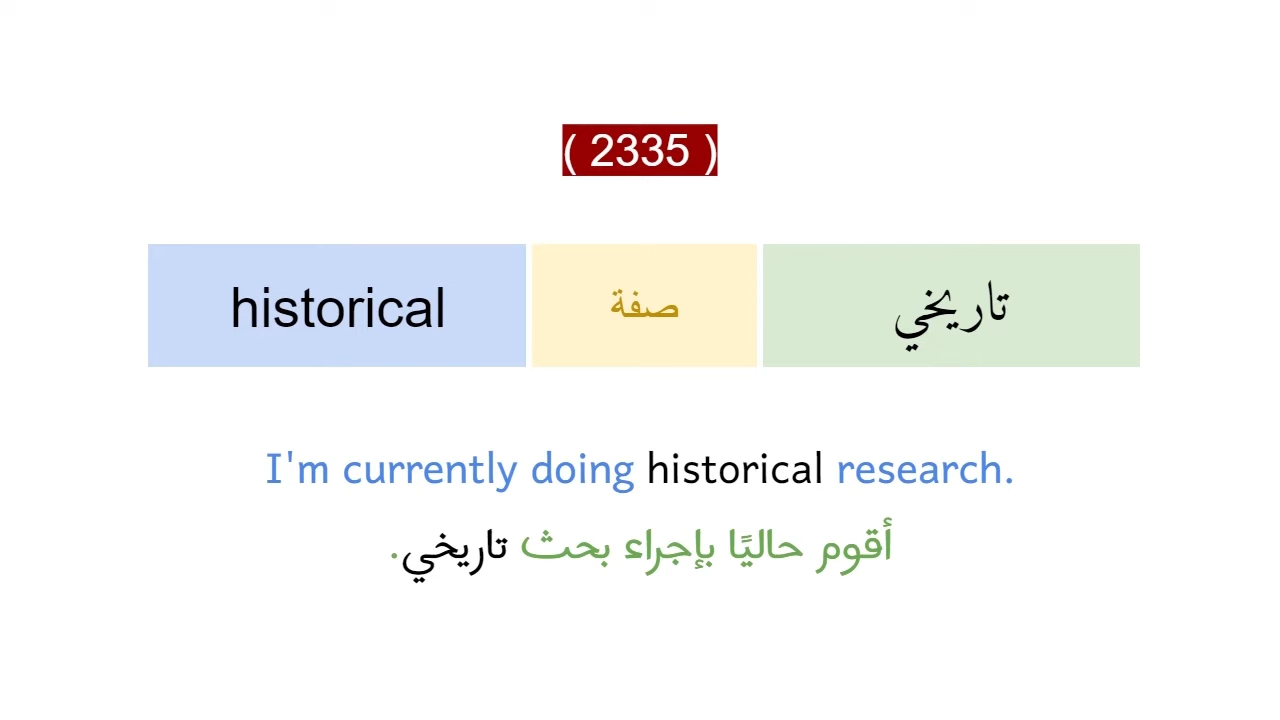 ( 2335 )
historical صفة تاريخي
I'm currently doing historical research.
أقوم حاليًا بإجراء بحث تاريخي.